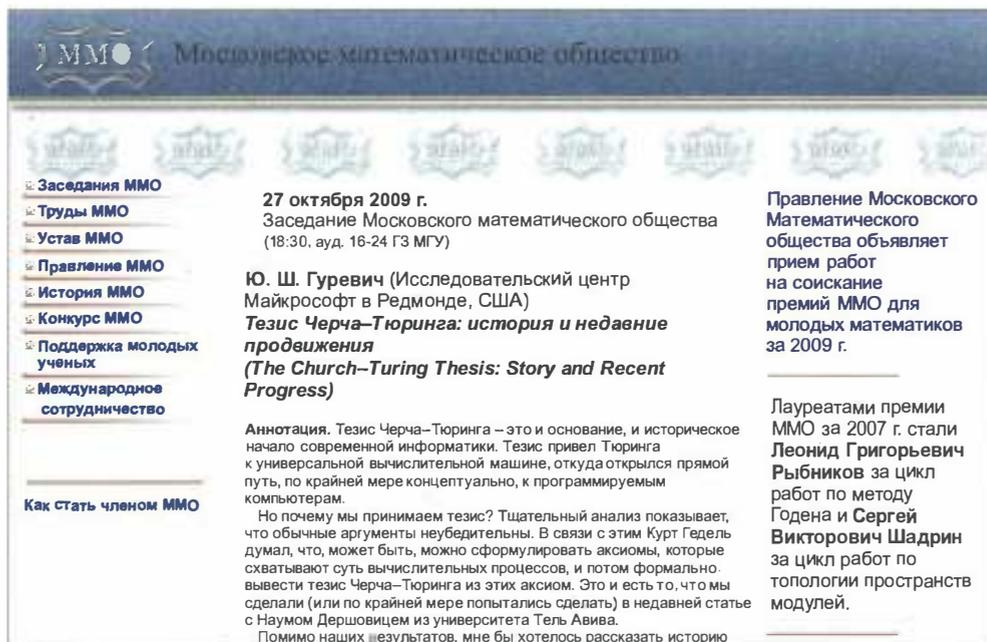 ММО
Московское математическое общество
Заседания ММО
Труды ММО
Устав ММО
Правление ММО
История ММО
Конкурс ММО
Поддержка молодых
учёных
Международное
сотрудничество
Как стать членом ММО
27 октября 2009 г.
Заседание Московского математического общества
(18:30, ауд. 16-24 ГЗ МГУ)
Ю. Ш. Гуревич (Исследовательский центр
Майкрософт в Редмонде, США)
Тезис Черча–Тюринга: история и недавние
продвижения
(The Church–Turing Thesis: Story and Recent
Progress)
Аннотация. Тезис Черча–Тюринга – это и основание, и историческое
начало современной информатики. Тезис привел Тюринга
к универсальной вычислительной машине, откуда открылся прямой
путь, по крайней мере концептуально, к программируемым
компьютерам.
Но почему мы принимаем тезис? Тщательный анализ показывает,
что обычные аргументы неубедительны. В связи с этим Курт Гедель
думал, что, может быть, можно сформулировать аксиомы, которые
схватывают суть вычислительных процессов, и потом формально
вывести тезис Черча–Тюринга из этих аксиом. Это и есть то, что мы
сделали (или по крайней мере попытались сделать) в недавней статье
с Наумом Дершовицем из университета Тель Авива.
Помимо наших результатов, мне бы хотелось рассказать историю
Правление Московского
Математического
общества объявляет
прием работ
на соискание
премий ММО для
молодых математиков
за 2009 г.
Лауреатами премии
ММО за 2007 г. стали
Леонид Григорьевич
Рыбников за цикл
работ по методу
Годена и Сергей
Викторович Шадрин
за цикл работ по
топологии пространств
модулей.